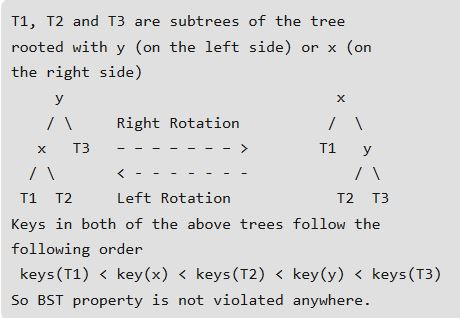 T1, T2 and T3 are subtrees of the tree
rooted with y (on the left side) or x (on
the right side)
      y                                      x
     / \      Right Rotation               /  \
    x   T3    - - - - - - - >             T1   y
   / \        < - - - - - - -                 / \
  T1  T2      Left Rotation                 T2  T3
Keys in both of the above trees follow the
following order
 keys(T1) < key(x) < keys(T2) < key(y) < keys(T3)
So BST property is not violated anywhere.